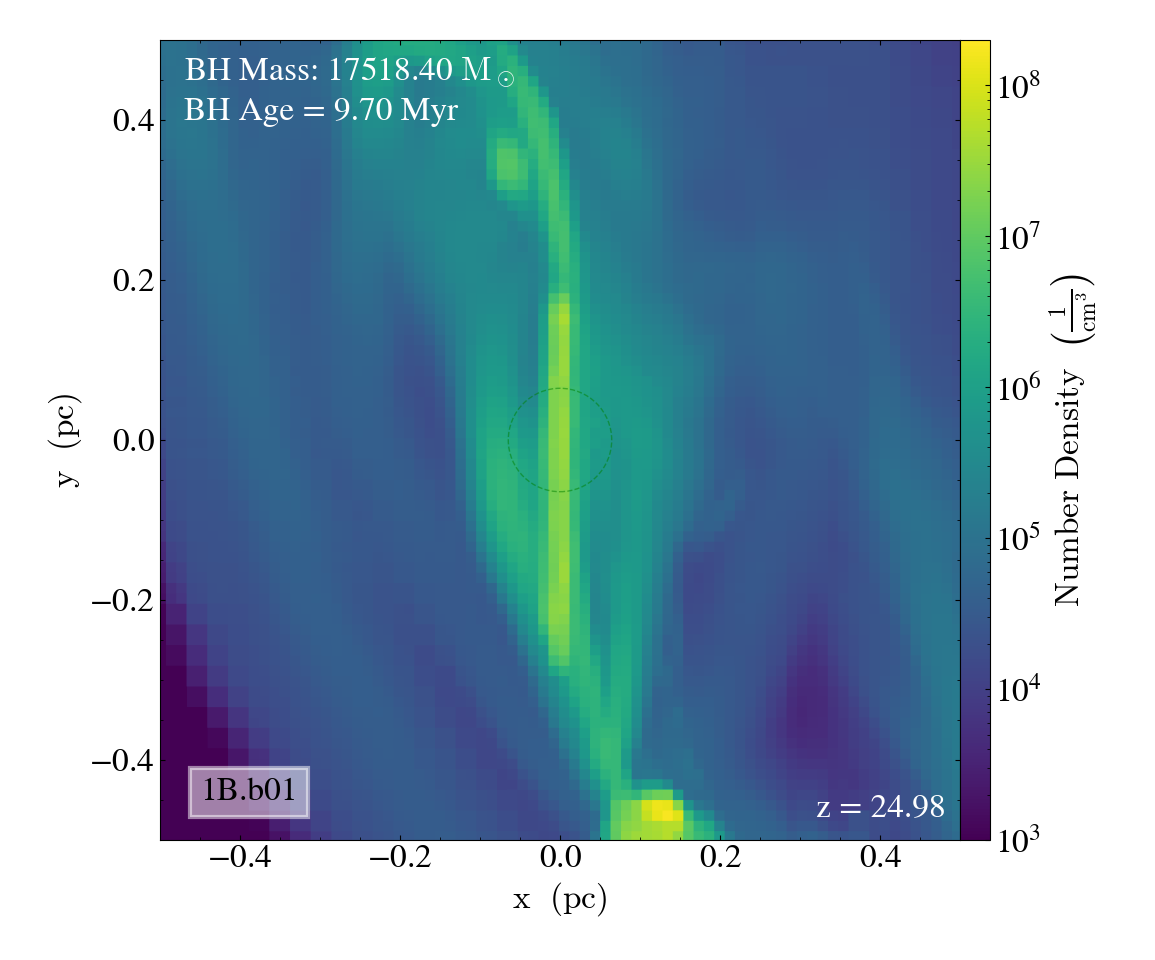 BH Mass: 17518.40 M⊙
BH Age = 9.70 Myr
0.4
0.2
0.0
−0.2
−0.4
y (pc)
1B.b01
z = 24.98
−0.4 −0.2 0.0 0.2 0.4
x (pc)
10⁸
10⁷
10⁶
10⁵
10⁴
10³
Number Density (1/cm³)